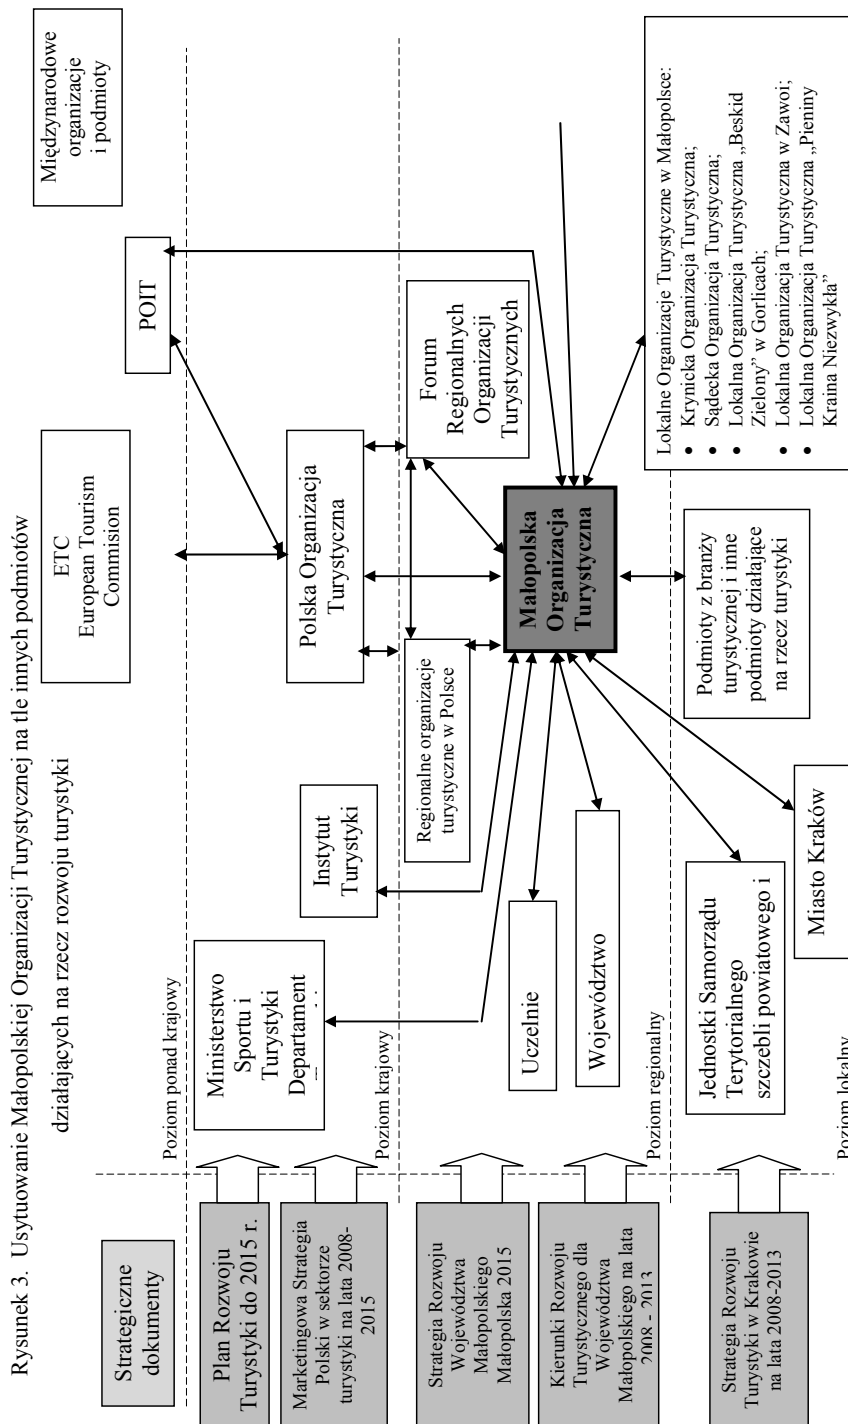 Rysunek 3. Usytuowanie Małopolskiej Organizacji Turystycznej na tle innych podmiotów
działających na rzecz rozwoju turystyki
Strategiczne
dokumenty
ETC
European Tourism
Commision
POIT
Międzynarodowe
organizacje
i podmioty
Poziom ponad krajowy
Plan Rozwoju
Turystyki do 2015 r.
Marketingowa Strategia
Polski w sektorze
turystyki na lata 2008-
2015
Ministerstwo
Sportu i
Turystyki
Departament
Instytut
Turystyki
Polska Organizacja
Turystyczna
Poziom krajowy
Strategia Rozwoju
Województwa
Małopolskiego
Małopolska 2015
Kierunki Rozwoju
Turystycznego dla
Województwa
Małopolskiego na lata
2008 - 2013
Regionalne organizacje
turystyczne w Polsce
Forum
Regionalnych
Organizacji
Turystycznych
Uczelnie
Województwo
Małopolska
Organizacja
Turystyczna
Poziom regionalny
Strategia Rozwoju
Turystyki w Krakowie
na lata 2008-2013
Jednostki Samorządu
Terytorialnego
szczebli powiatowego i
Miasto Kraków
Podmioty z branży
turystycznej i inne
podmioty działające
na rzecz turystyki
Lokalne Organizacje Turystyczne w Małopolsce:
• Krynicka Organizacja Turystyczna;
• Sądecka Organizacja Turystyczna;
• Lokalna Organizacja Turystyczna „Beskid
Zielony” w Gorlicach;
• Lokalna Organizacja Turystyczna w Zawoi;
• Lokalna Organizacja Turystyczna „Pieniny
Kraina Niezwykła”
Poziom lokalny